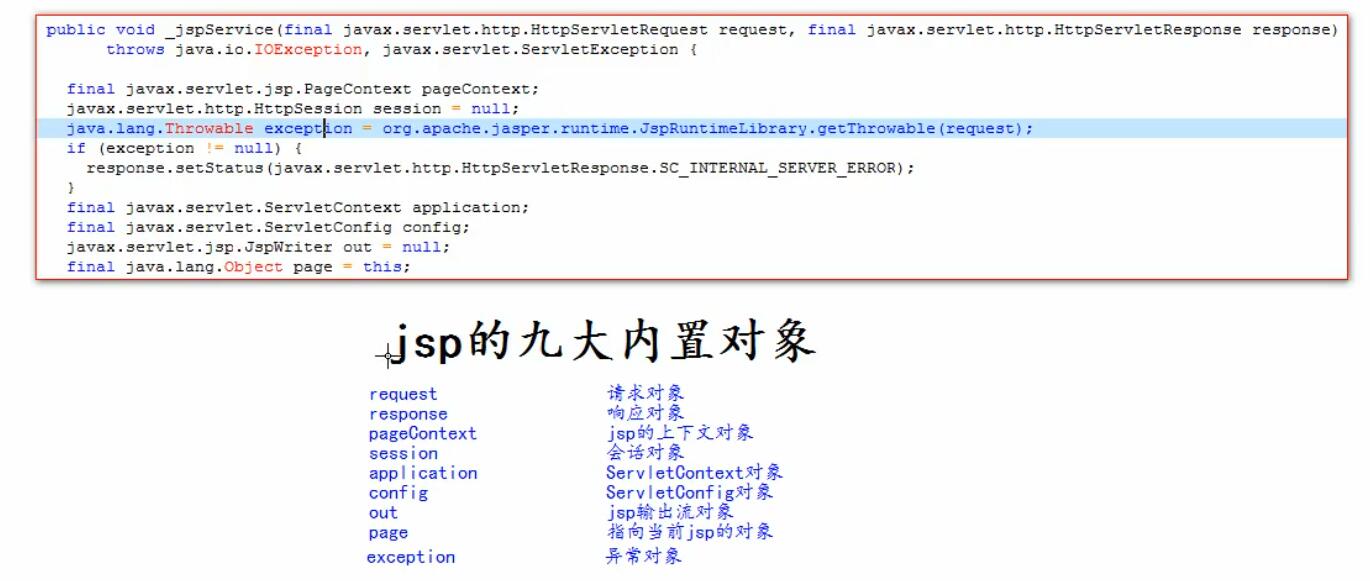 public void _jspService(final javax.servlet.http.HttpServletRequest request, final javax.servlet.http.HttpServletResponse response)
throws java.io.IOException, javax.servlet.ServletException {
final javax.servlet.jsp.PageContext pageContext;
javax.servlet.http.HttpSession session = null;
java.lang.Throwable exception = org.apache.jasper.runtime.JspRuntimeLibrary.getThrowable(request);
if (exception != null) {
response.setStatus(javax.servlet.http.HttpServletResponse.SC_INTERNAL_SERVER_ERROR);
}
final javax.servlet.ServletContext application;
final javax.servlet.ServletConfig config;
javax.servlet.jsp.JspWriter out = null;
final java.lang.Object page = this;
jsp的九大内置对象
request 请求对象
response 响应对象
pageContext jsp的上下文对象
session 会话对象
application ServletContext对象
config ServletConfig对象
out jsp输出流对象
page 指向当前jsp的对象
exception 异常对象